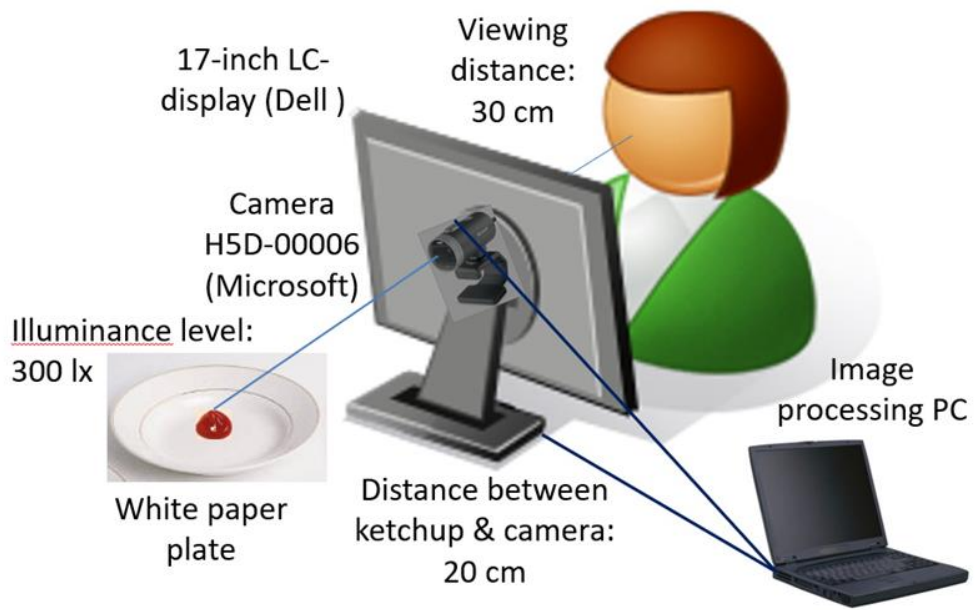 17-inch LC-
display (Dell )
Viewing
distance:
30 cm
Camera
H5D-00006
(Microsoft)
Illuminance level:
300 lx
White paper
plate
Distance between
ketchup & camera:
20 cm
Image
processing PC